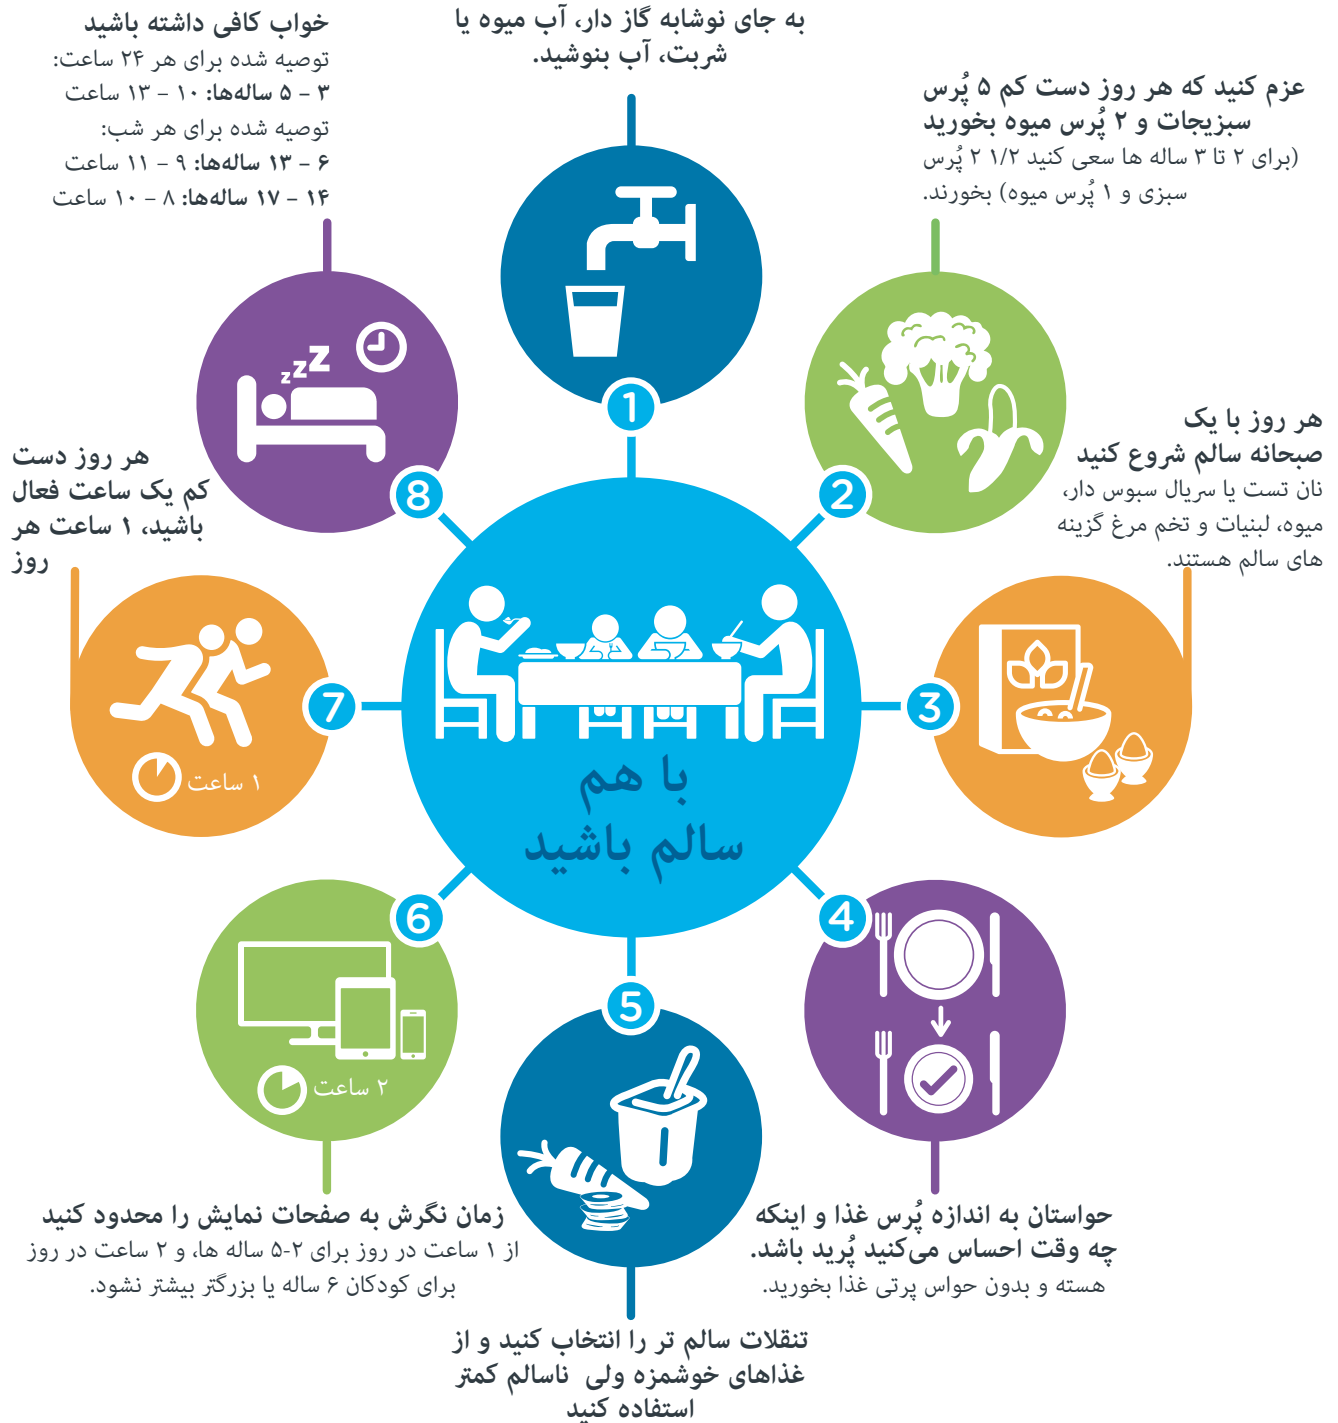 به جای نوشابه گاز دار، آب میوه یا
شربت، آب بنوشید.
1
عزم کنید که هر روز دست کم ۵ پُرس
سبزیجات و ۲ پُرس میوه بخورید
(برای ۲ تا ۳ ساله ها سعی کنید ۱/۲ ۲ پُرس
سبزی و ۱ پُرس میوه) بخورند.
2
هر روز با یک
صبحانه سالم شروع کنید
نان تست یا سریال سبوس دار،
میوه، لبنیات و تخم مرغ گزینه
های سالم هستند.
3
حواستان به اندازه پُرس غذا و اینکه
چه وقت احساس می‌کنید پُرید باشد.
هسته و بدون حواس پرتی غذا بخورید.
4
تنقلات سالم تر را انتخاب کنید و از
غذاهای خوشمزه ولی ناسالم کمتر
استفاده کنید
5
زمان نگرش به صفحات نمایش را محدود کنید
از ۱ ساعت در روز برای ۲-۵ ساله ها، و ۲ ساعت در روز
برای کودکان ۶ ساله یا بزرگتر بیشتر نشود.
۲ ساعت
6
هر روز دست
کم یک ساعت فعال
باشید، ۱ ساعت هر
روز
۱ ساعت
7
خواب کافی داشته باشید
توصیه شده برای هر ۲۴ ساعت:
۳ – ۵ ساله‌ها: ۱۰ – ۱۳ ساعت
توصیه شده برای هر شب:
۶ – ۱۳ ساله‌ها: ۹ – ۱۱ ساعت
۱۴ – ۱۷ ساله‌ها: ۸ – ۱۰ ساعت
zzz
8
با هم
سالم باشید